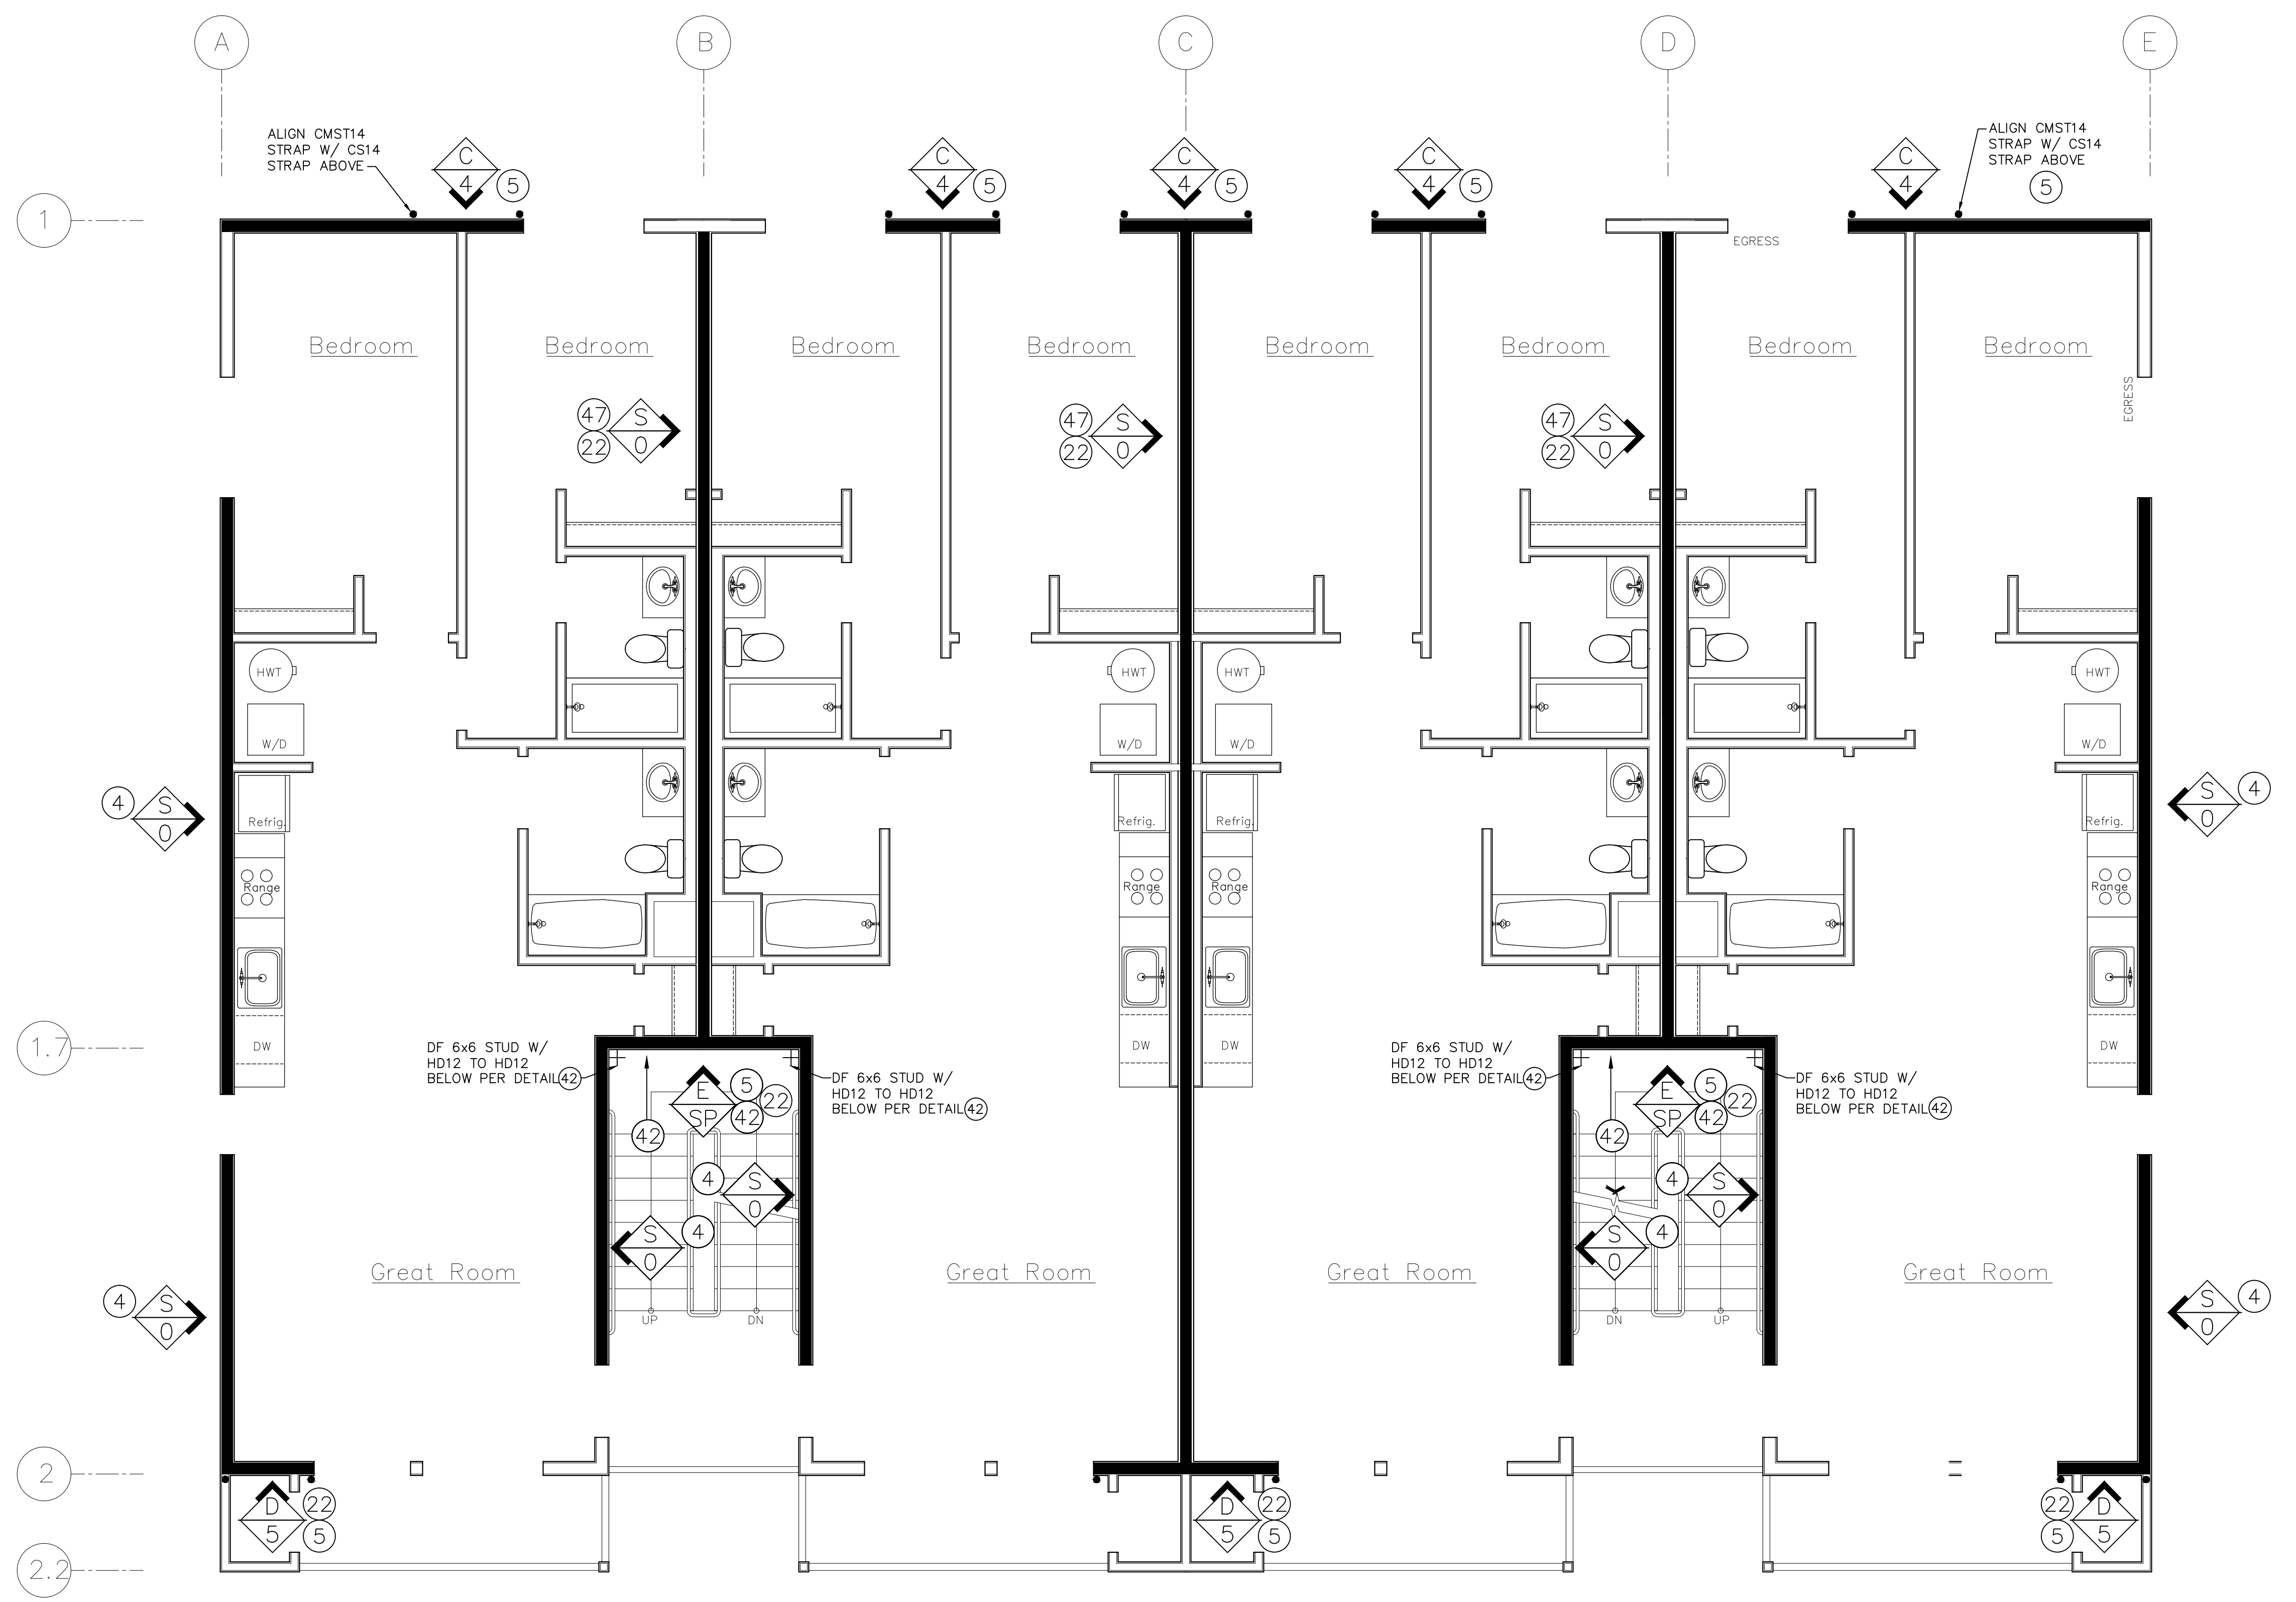 A B C D E
ALIGN CMST14
STRAP W/ CS14
STRAP ABOVE
ALIGN CMST14
STRAP W/ CS14
STRAP ABOVE
C
4
5
C
4
5
C
4
5
C
4
5
C
4
5
1
EGRESS
Bedroom Bedroom Bedroom Bedroom Bedroom Bedroom Bedroom Bedroom
EGRESS
47
22
S
0
47
22
S
0
47
22
S
0
HWT HWT HWT HWT
W/D W/D W/D W/D
4
S
0
S
0
4
Refrig. Refrig. Refrig. Refrig.
Range Range Range Range
1.7
DW DW DW DW
DF 6x6 STUD W/
HD12 TO HD12
BELOW PER DETAIL 42
DF 6x6 STUD W/
HD12 TO HD12
BELOW PER DETAIL 42
DF 6x6 STUD W/
HD12 TO HD12
BELOW PER DETAIL 42
DF 6x6 STUD W/
HD12 TO HD12
BELOW PER DETAIL 42
E
SP
5
42
22
42
E
SP
5
42
22
42
4
S
0
S
0
4
4
S
0
S
0
4
Great Room Great Room Great Room Great Room
4
S
0
S
0
4
UP DN DN UP
2
D
5
22
5
D
5
22
5
22
5
D
5
2.2